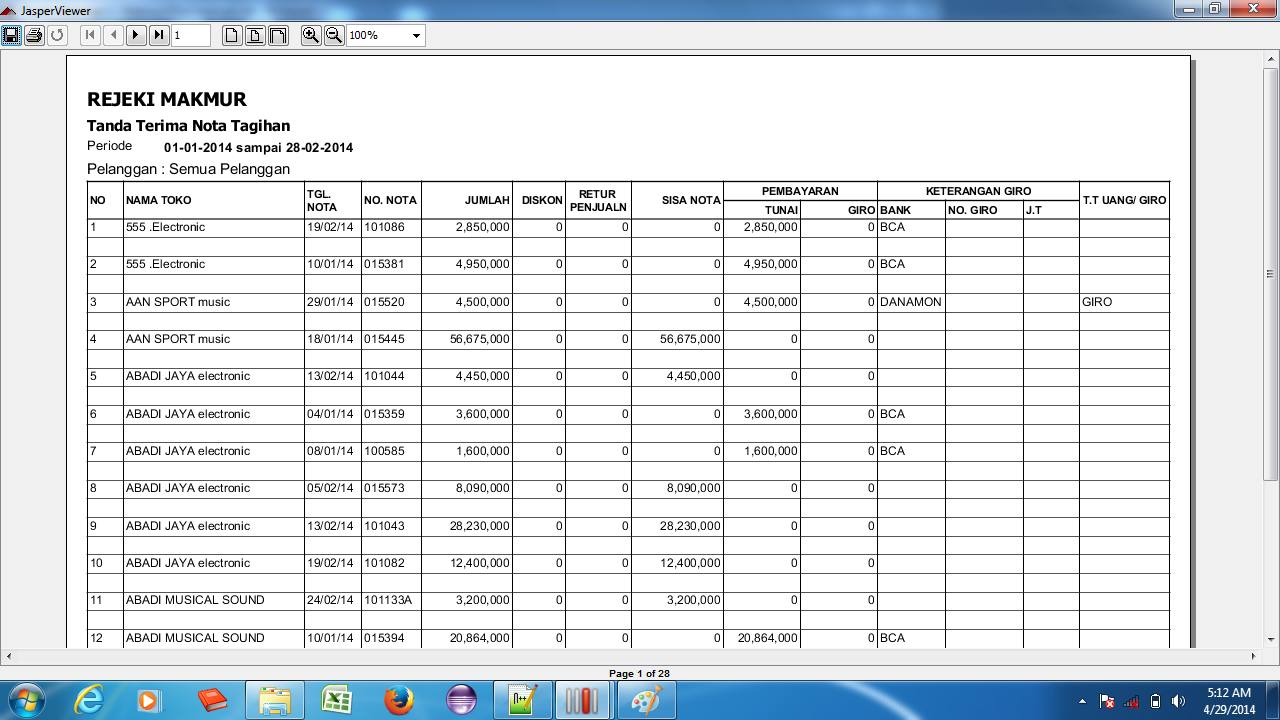 JasperViewer
1
100%
REJEKI MAKMUR
Tanda Terima Nota Tagihan
Periode 01-01-2014 sampai 28-02-2014
Pelanggan : Semua Pelanggan
NO NAMA TOKO TGL. NOTA NO. NOTA JUMLAH DISKON RETUR PENJUALN SISA NOTA PEMBAYARAN KETERANGAN GIRO T.T UANG/ GIRO
TUNAI GIRO BANK NO. GIRO J.T
1 555 .Electronic 19/02/14 101086 2,850,000 0 0 0 2,850,000 0 BCA
2 555 .Electronic 10/01/14 015381 4,950,000 0 0 0 4,950,000 0 BCA
3 AAN SPORT music 29/01/14 015520 4,500,000 0 0 0 4,500,000 0 DANAMON GIRO
4 AAN SPORT music 18/01/14 015445 56,675,000 0 0 56,675,000 0 0
5 ABADI JAYA electronic 13/02/14 101044 4,450,000 0 0 4,450,000 0 0
6 ABADI JAYA electronic 04/01/14 015359 3,600,000 0 0 0 3,600,000 0 BCA
7 ABADI JAYA electronic 08/01/14 100585 1,600,000 0 0 0 1,600,000 0 BCA
8 ABADI JAYA electronic 05/02/14 015573 8,090,000 0 0 8,090,000 0 0
9 ABADI JAYA electronic 13/02/14 101043 28,230,000 0 0 28,230,000 0 0
10 ABADI JAYA electronic 19/02/14 101082 12,400,000 0 0 12,400,000 0 0
11 ABADI MUSICAL SOUND 24/02/14 101133A 3,200,000 0 0 3,200,000 0 0
12 ABADI MUSICAL SOUND 10/01/14 015394 20,864,000 0 0 0 20,864,000 0 BCA
Page 1 of 28
5:12 AM
4/29/2014